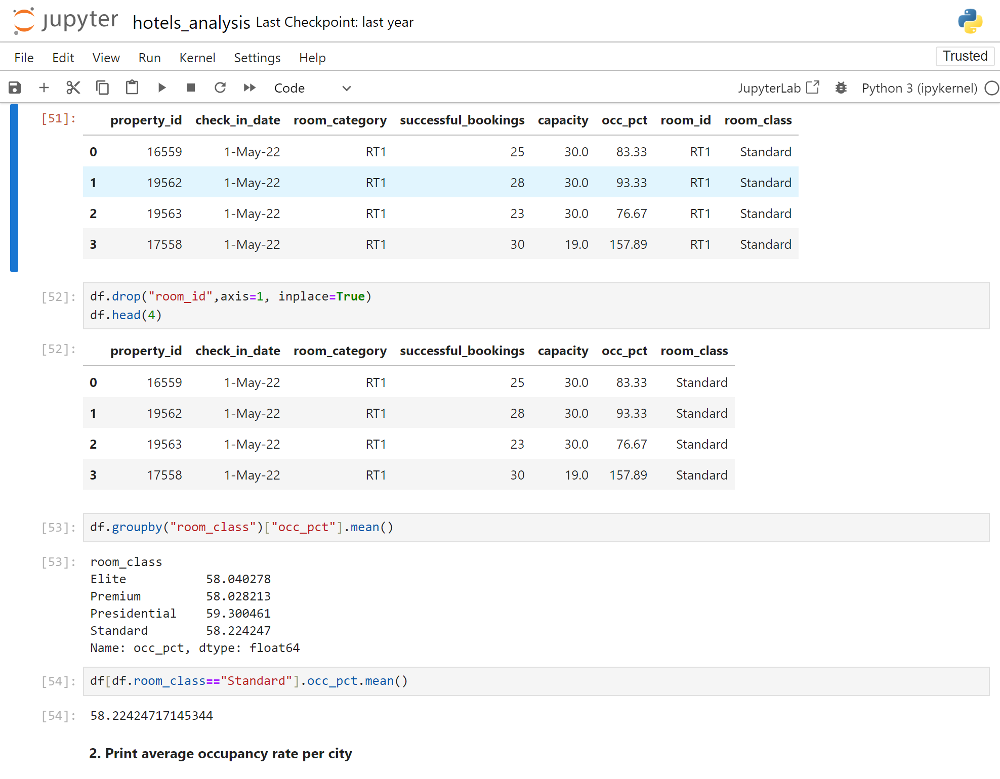 jupyter hotels_analysis Last Checkpoint: last year
File Edit View Run Kernel Settings Help Trusted
Code JupyterLab Python 3 (ipykernel)
[51]: property_id check_in_date room_category successful_bookings capacity occ_pct room_id room_class
0 16559 1-May-22 RT1 25 30.0 83.33 RT1 Standard
1 19562 1-May-22 RT1 28 30.0 93.33 RT1 Standard
2 19563 1-May-22 RT1 23 30.0 76.67 RT1 Standard
3 17558 1-May-22 RT1 30 19.0 157.89 RT1 Standard
[52]: df.drop("room_id",axis=1, inplace=True)
df.head(4)
[52]: property_id check_in_date room_category successful_bookings capacity occ_pct room_class
0 16559 1-May-22 RT1 25 30.0 83.33 Standard
1 19562 1-May-22 RT1 28 30.0 93.33 Standard
2 19563 1-May-22 RT1 23 30.0 76.67 Standard
3 17558 1-May-22 RT1 30 19.0 157.89 Standard
[53]: df.groupby("room_class")["occ_pct"].mean()
[53]: room_class
Elite 58.040278
Premium 58.028213
Presidential 59.300461
Standard 58.224247
Name: occ_pct, dtype: float64
[54]: df[df.room_class=="Standard"].occ_pct.mean()
[54]: 58.22424717145344
2. Print average occupancy rate per city